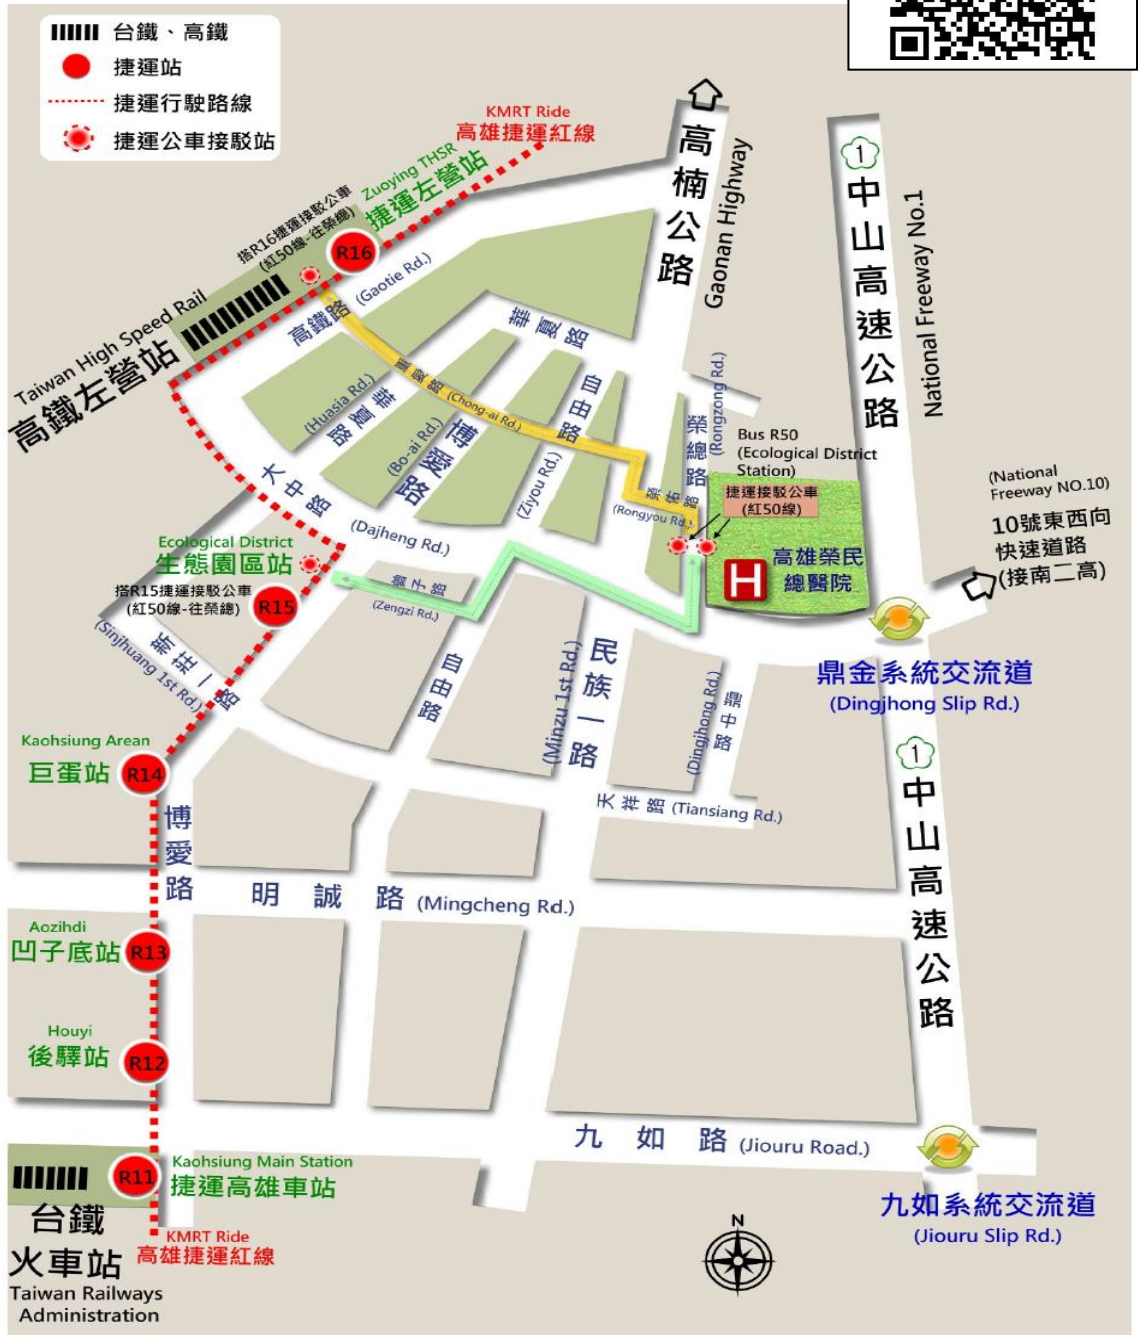 台鐵、高鐵
捷運站
捷運行駛路線
捷運公車接駁站
KMRT Ride
高雄捷運紅線
Zuoying THSR
捷運左營站
搭R16捷運接駁公車
(紅50線-往榮總)
R16
Taiwan High Speed Rail
高鐵左營站
高鐵路 (Gaotie Rd.)
高楠公路
Gaonan Highway
1
中山高速公路
National Freeway No.1
華夏路
(Huasia Rd.)
華夏路
重愛路 (Chong-ai Rd.)
(Bo-ai Rd.)
博愛路
自由路
(Ziyou Rd.)
榮總路
(Rongzong Rd.)
榮佑路
(Rongyou Rd.)
Bus R50
(Ecological District
Station)
捷運接駁公車
(紅50線)
H
高雄榮民
總醫院
(National
Freeway NO.10)
10號東西向
快速道路
(接南二高)
大中路
(Dajheng Rd.)
Ecological District
生態園區站
搭R15捷運接駁公車
(紅50線-往榮總)
R15
曾子路
(Zengzi Rd.)
新莊一路
(Sinjhuang 1st Rd.)
自由路
民族一路
(Minzu 1st Rd.)
(Dingjhong Rd.)
鼎中路
鼎金系統交流道
(Dingjhong Slip Rd.)
1
中山高速公路
天祥路 (Tiansiang Rd.)
Kaohsiung Arean
巨蛋站
R14
博愛路
明誠路 (Mingcheng Rd.)
Aozihdi
凹子底站
R13
Houyi
後驛站
R12
九如路 (Jiouru Road.)
R11
Kaohsiung Main Station
捷運高雄車站
台鐵
火車站
Taiwan Railways
Administration
KMRT Ride
高雄捷運紅線
九如系統交流道
(Jiouru Slip Rd.)
N